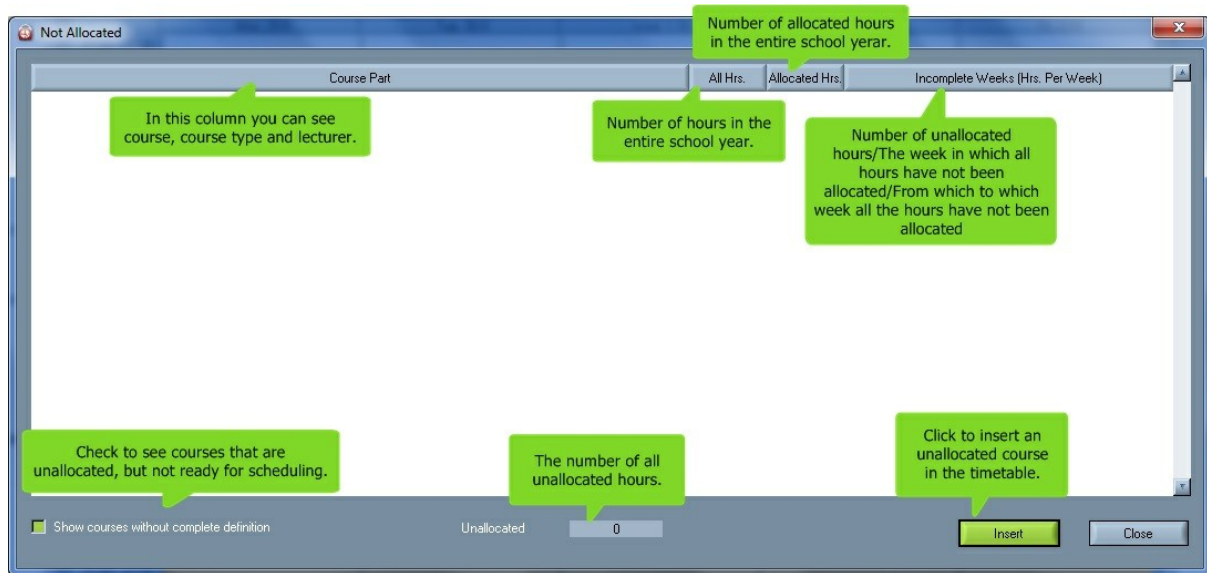 Not Allocated
Number of allocated hours
in the entire school yerar.
Course Part
All Hrs.
Allocated Hrs.
Incomplete Weeks (Hrs. Per Week)
In this column you can see
course, course type and lecturer.
Number of hours in the
entire school year.
Number of unallocated
hours/The week in which all
hours have not been
allocated/From which to which
week all the hours have not been
allocated
Check to see courses that are
unallocated, but not ready for scheduling.
The number of all
unallocated hours.
Click to insert an
unallocated course
in the timetable.
Show courses without complete definition
Unallocated
0
Insert
Close